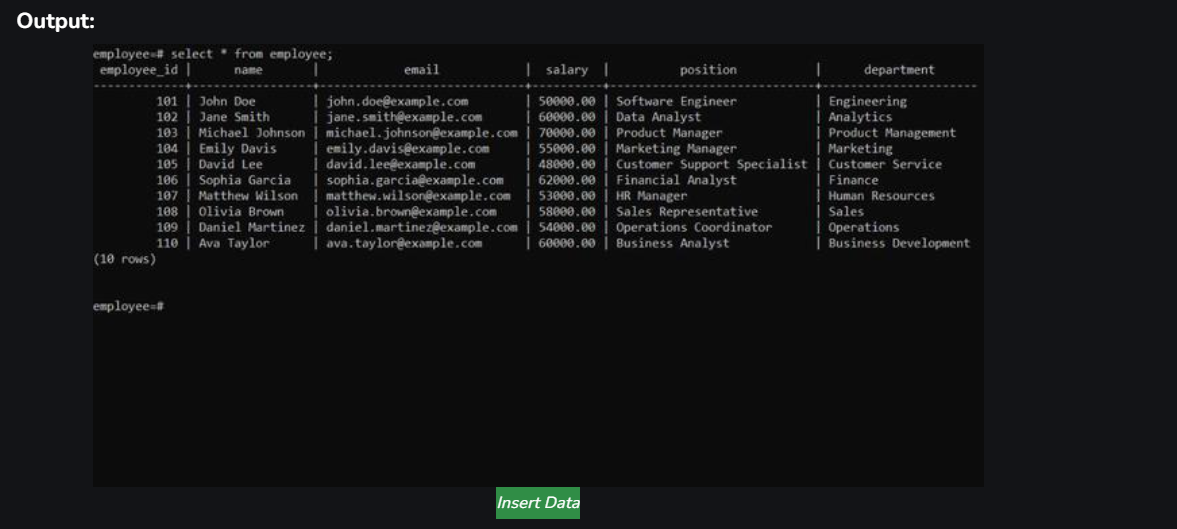 Output:
employee=# select * from employee;
employee_id | name | email | salary | position | department
-------------+------------------+----------------------------+----------+-----------------------------+----------------------
101 | John Doe | john.doe@example.com | 50000.00 | Software Engineer | Engineering
102 | Jane Smith | jane.smith@example.com | 60000.00 | Data Analyst | Analytics
103 | Michael Johnson | michael.johnson@example.com | 70000.00 | Product Manager | Product Management
104 | Emily Davis | emily.davis@example.com | 55000.00 | Marketing Manager | Marketing
105 | David Lee | david.lee@example.com | 48000.00 | Customer Support Specialist | Customer Service
106 | Sophia Garcia | sophia.garcia@example.com | 62000.00 | Financial Analyst | Finance
107 | Matthew Wilson | matthew.wilson@example.com | 53000.00 | HR Manager | Human Resources
108 | Olivia Brown | olivia.brown@example.com | 58000.00 | Sales Representative | Sales
109 | Daniel Martinez | daniel.martinez@example.com | 54000.00 | Operations Coordinator | Operations
110 | Ava Taylor | ava.taylor@example.com | 60000.00 | Business Analyst | Business Development
(10 rows)
employee=#
Insert Data